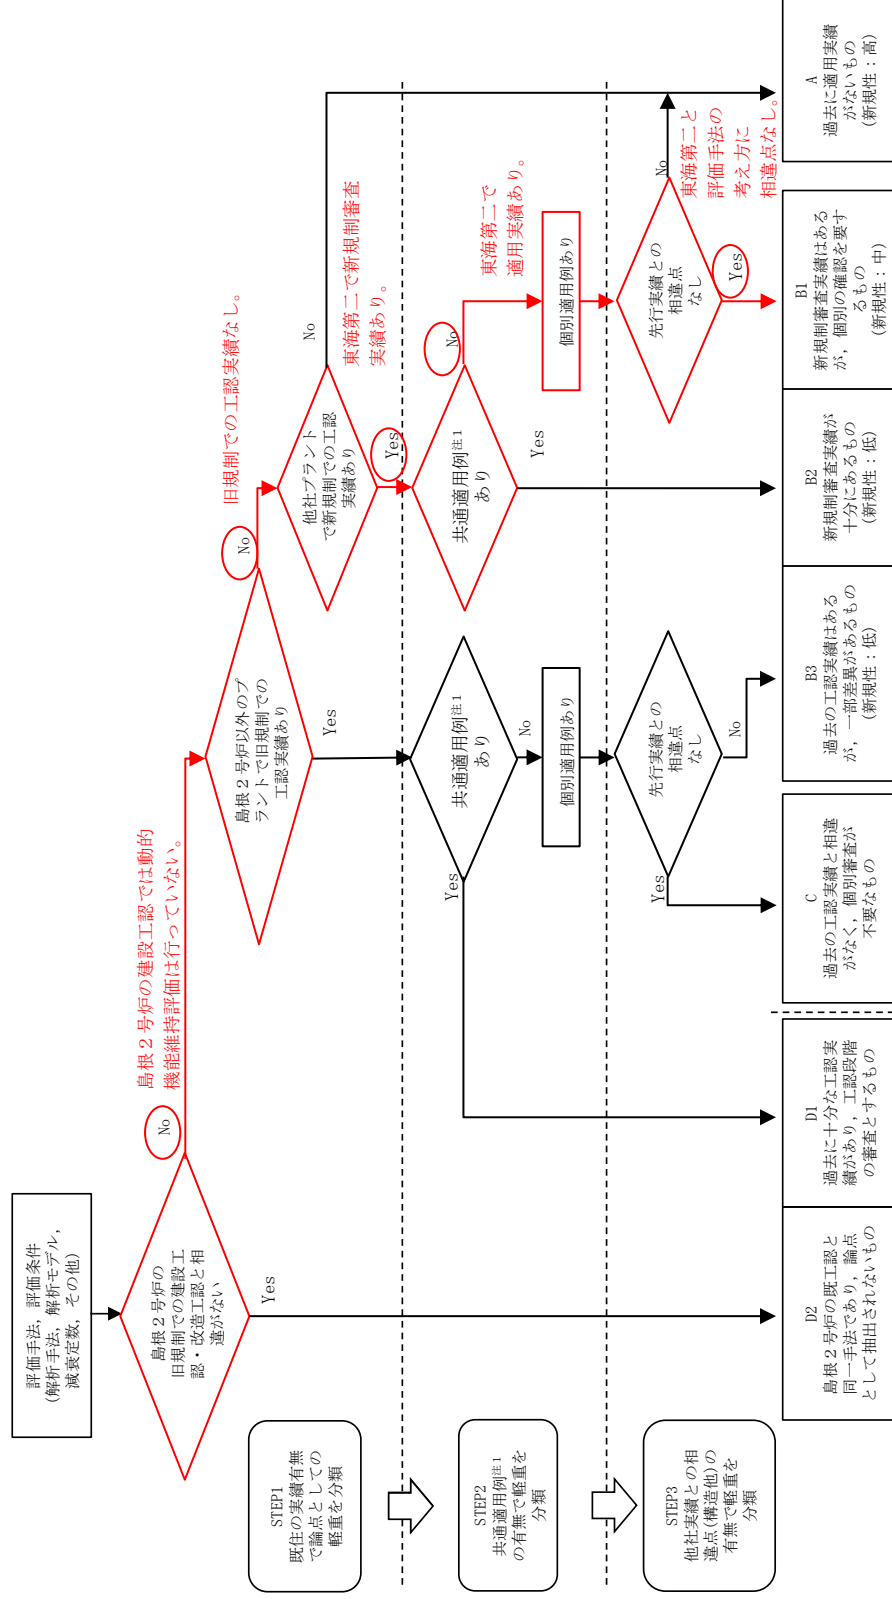 評価手法，評価条件
(解析手法，解析モデル，
減衰定数，その他)
島根２号炉の
旧規制での建設工
認・改造工認と相
違がない
No
Yes
島根２号炉の建設工認では動的
機能維持評価は行っていない。
島根２号炉以外のプ
ラントで旧規制での
工認実績あり
No
Yes
旧規制での工認実績なし。
他社プラント
で新規制での工認
実績あり
No
Yes
東海第二で新規制審査
実績あり。
STEP1
既往の実績有無
で論点としての
軽重を分類
STEP2
共通適用例注１
の有無で軽重を
分類
STEP3
他社実績との相
違点(構造他)の
有無で軽重を
分類
共通適用例注１
あり
Yes
No
個別適用例あり
先行実績との
相違点
なし
Yes
No
共通適用例注１
あり
Yes
No
東海第二で
適用実績あり。
個別適用例あり
先行実績との
相違点
なし
Yes
No
東海第二と
評価手法の
考え方に
相違点なし。
D2
島根２号炉の既工認と
同一手法であり，論点
として抽出されないもの
D1
過去に十分な工認実
績があり，工認段階
の審査とするもの
C
過去の工認実績と相違
がなく，個別審査が
不要なもの
B3
過去の工認実績はある
が，一部差異があるもの
(新規性：低)
B2
新規制審査実績が
十分にあるもの
(新規性：低)
B1
新規制審査実績はある
が，個別の確認を要す
るもの
(新規性：中)
A
過去に適用実績
がないもの
(新規性：高)